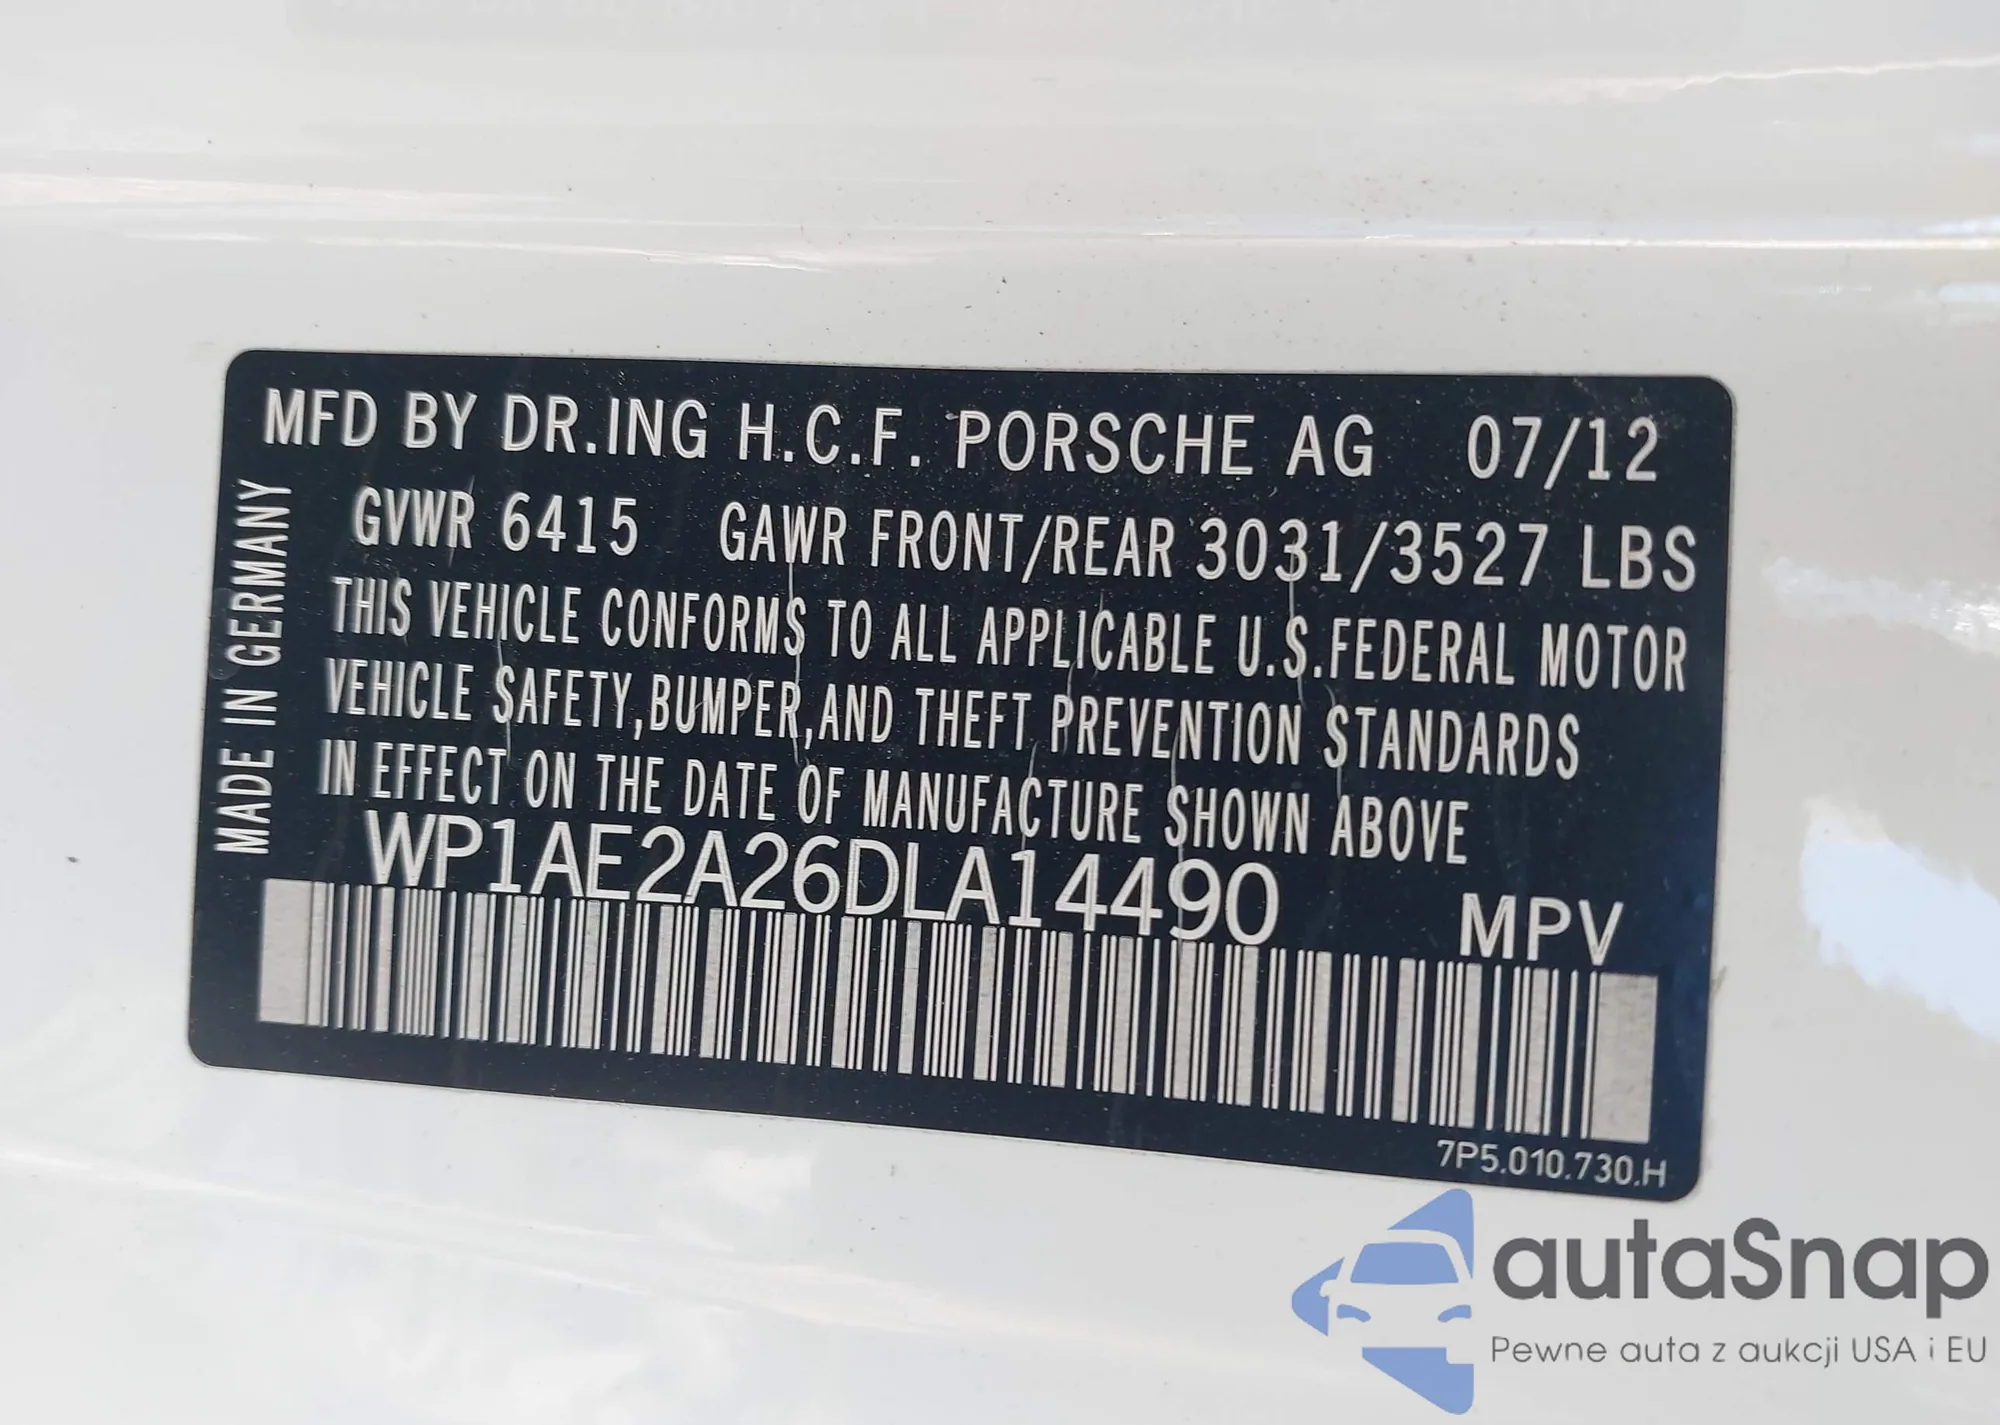 MFD BY DR.ING H.C.F. PORSCHE AG 07/12
GVWR 6415 GAWR FRONT/REAR 3031/3527 LBS
THIS VEHICLE CONFORMS TO ALL APPLICABLE U.S.FEDERAL MOTOR
VEHICLE SAFETY,BUMPER,AND THEFT PREVENTION STANDARDS
IN EFFECT ON THE DATE OF MANUFACTURE SHOWN ABOVE
WP1AE2A26DLA14490 MPV
MADE IN GERMANY
7P5.010.730.H
autoSnap
Pewne auta z aukcji USA i EU